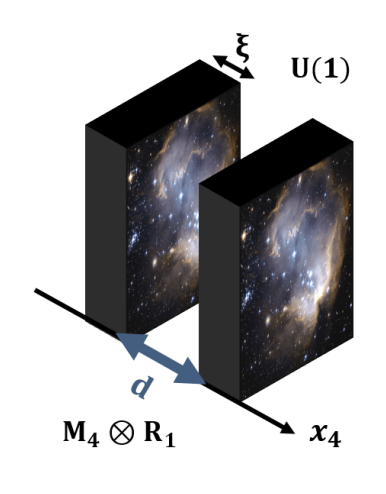 ξ
U(1)
d
M₄ ⊗ R₁
x₄